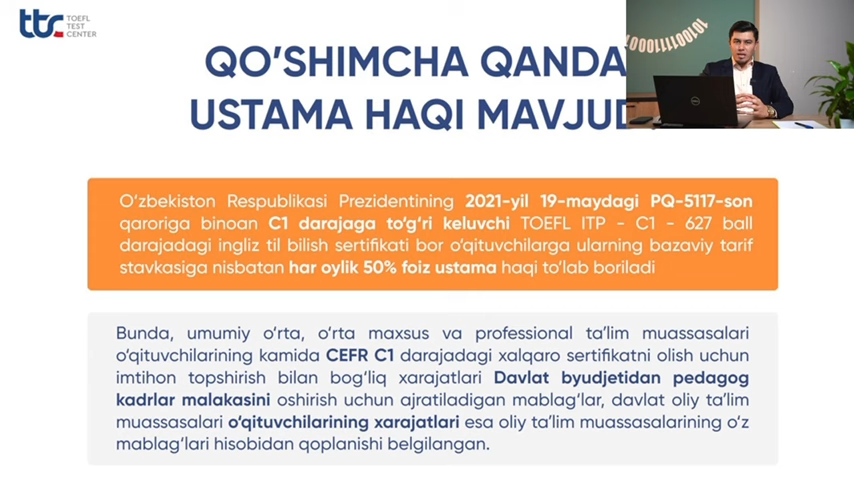 tts TOEFL
TEST
CENTER
QO'SHIMCHA
USTAMA HAQI
10100111100
O'zbekiston Respublikasi Prezidentining 2021-yil 19-maydagi PQ-5117-son
qaroriga binoan C1 darajaga to'g'ri keluvchi TOEFL ITP - C1 - 627 ball
darajadagi ingliz til bilish sertifikati bor o'qituvchilarga ularning bazaviy tarif
stavkasiga nisbatan har oylik 50% foiz ustama haqi to'lab boriladi
Bunda, umumiy o'rta, o'rta maxsus va professional ta'lim muassasalari
o'qituvchilarining kamida CEFR C1 darajadagi xalqaro sertifikatni olish uchun
imtihon topshirish bilan bog'liq xarajatlari Davlat byudjetidan pedagog
kadrlar malakasini oshirish uchun ajratiladigan mablag'lar, davlat oliy ta'lim
muassasalari o'qituvchilarining xarajatlari esa oliy ta'lim muassasalarining o'z
mablag'lari hisobidan qoplanishi belgilangan.